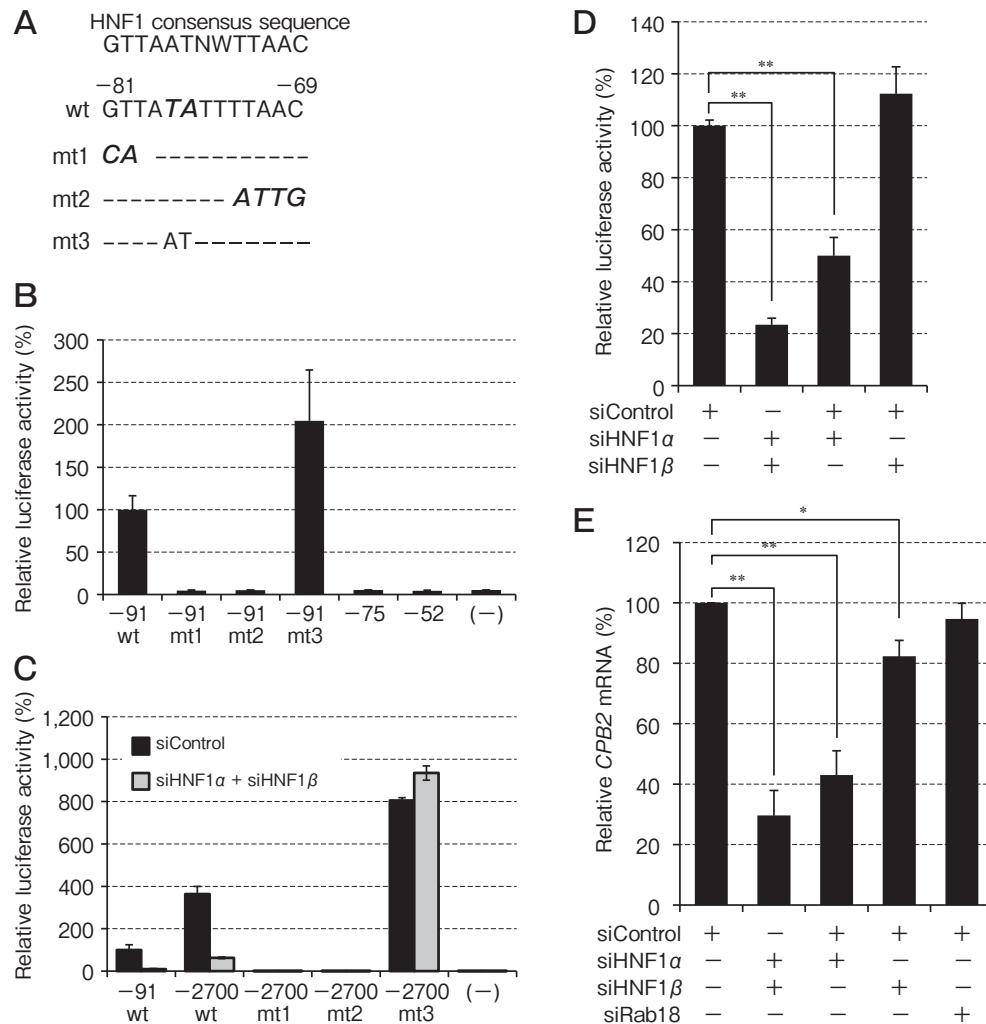 A
HNF1 consensus sequence
GTTAATNWTTAAC
−81 −69
wt GTTATATTTTAAC
mt1 CA -----------
mt2 --------- ATTG
mt3 ----AT-------
B
Relative luciferase activity (%)
300
250
200
150
100
50
0
−91 −91 −91 −91 −75 −52 (−)
wt mt1 mt2 mt3
C
Relative luciferase activity (%)
1,200
1,000
800
600
400
200
0
siControl
siHNF1α + siHNF1β
−91 −2700 −2700 −2700 −2700 (−)
wt wt mt1 mt2 mt3
D
Relative luciferase activity (%)
140
120
100
80
60
40
20
0
**
**
siControl + − + +
siHNF1α − + + −
siHNF1β − + − +
E
Relative CPB2 mRNA (%)
120
100
80
60
40
20
0
*
**
**
siControl + − + + +
siHNF1α − + + − −
siHNF1β − + − + −
siRab18 − − − − +